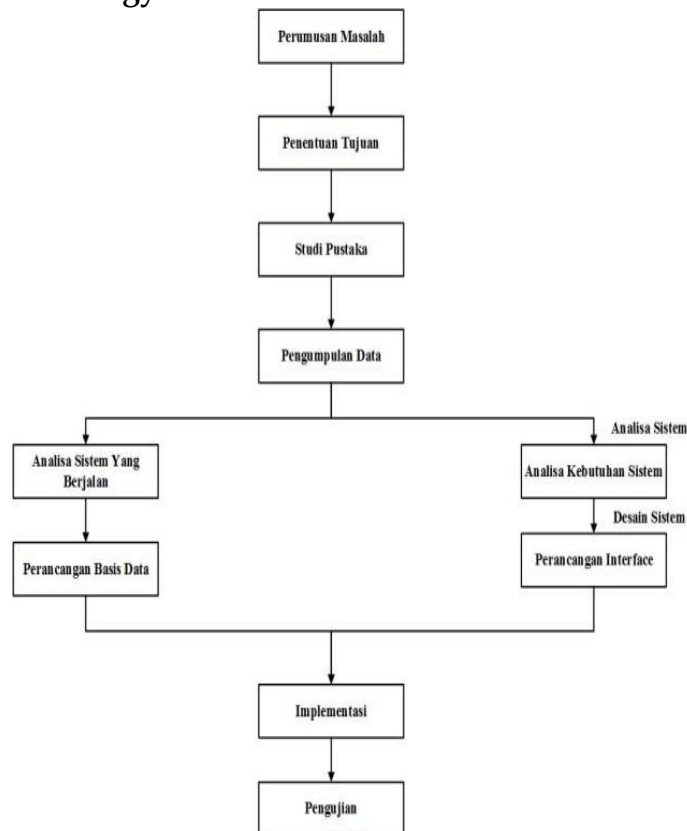 gy
Perumusan Masalah
Penentuan Tujuan
Studi Pustaka
Pengumpulan Data
Analisa Sistem
Analisa Sistem Yang
Berjalan
Analisa Kebutuhan Sistem
Desain Sistem
Perancangan Basis Data
Perancangan Interface
Implementasi
Pengujian